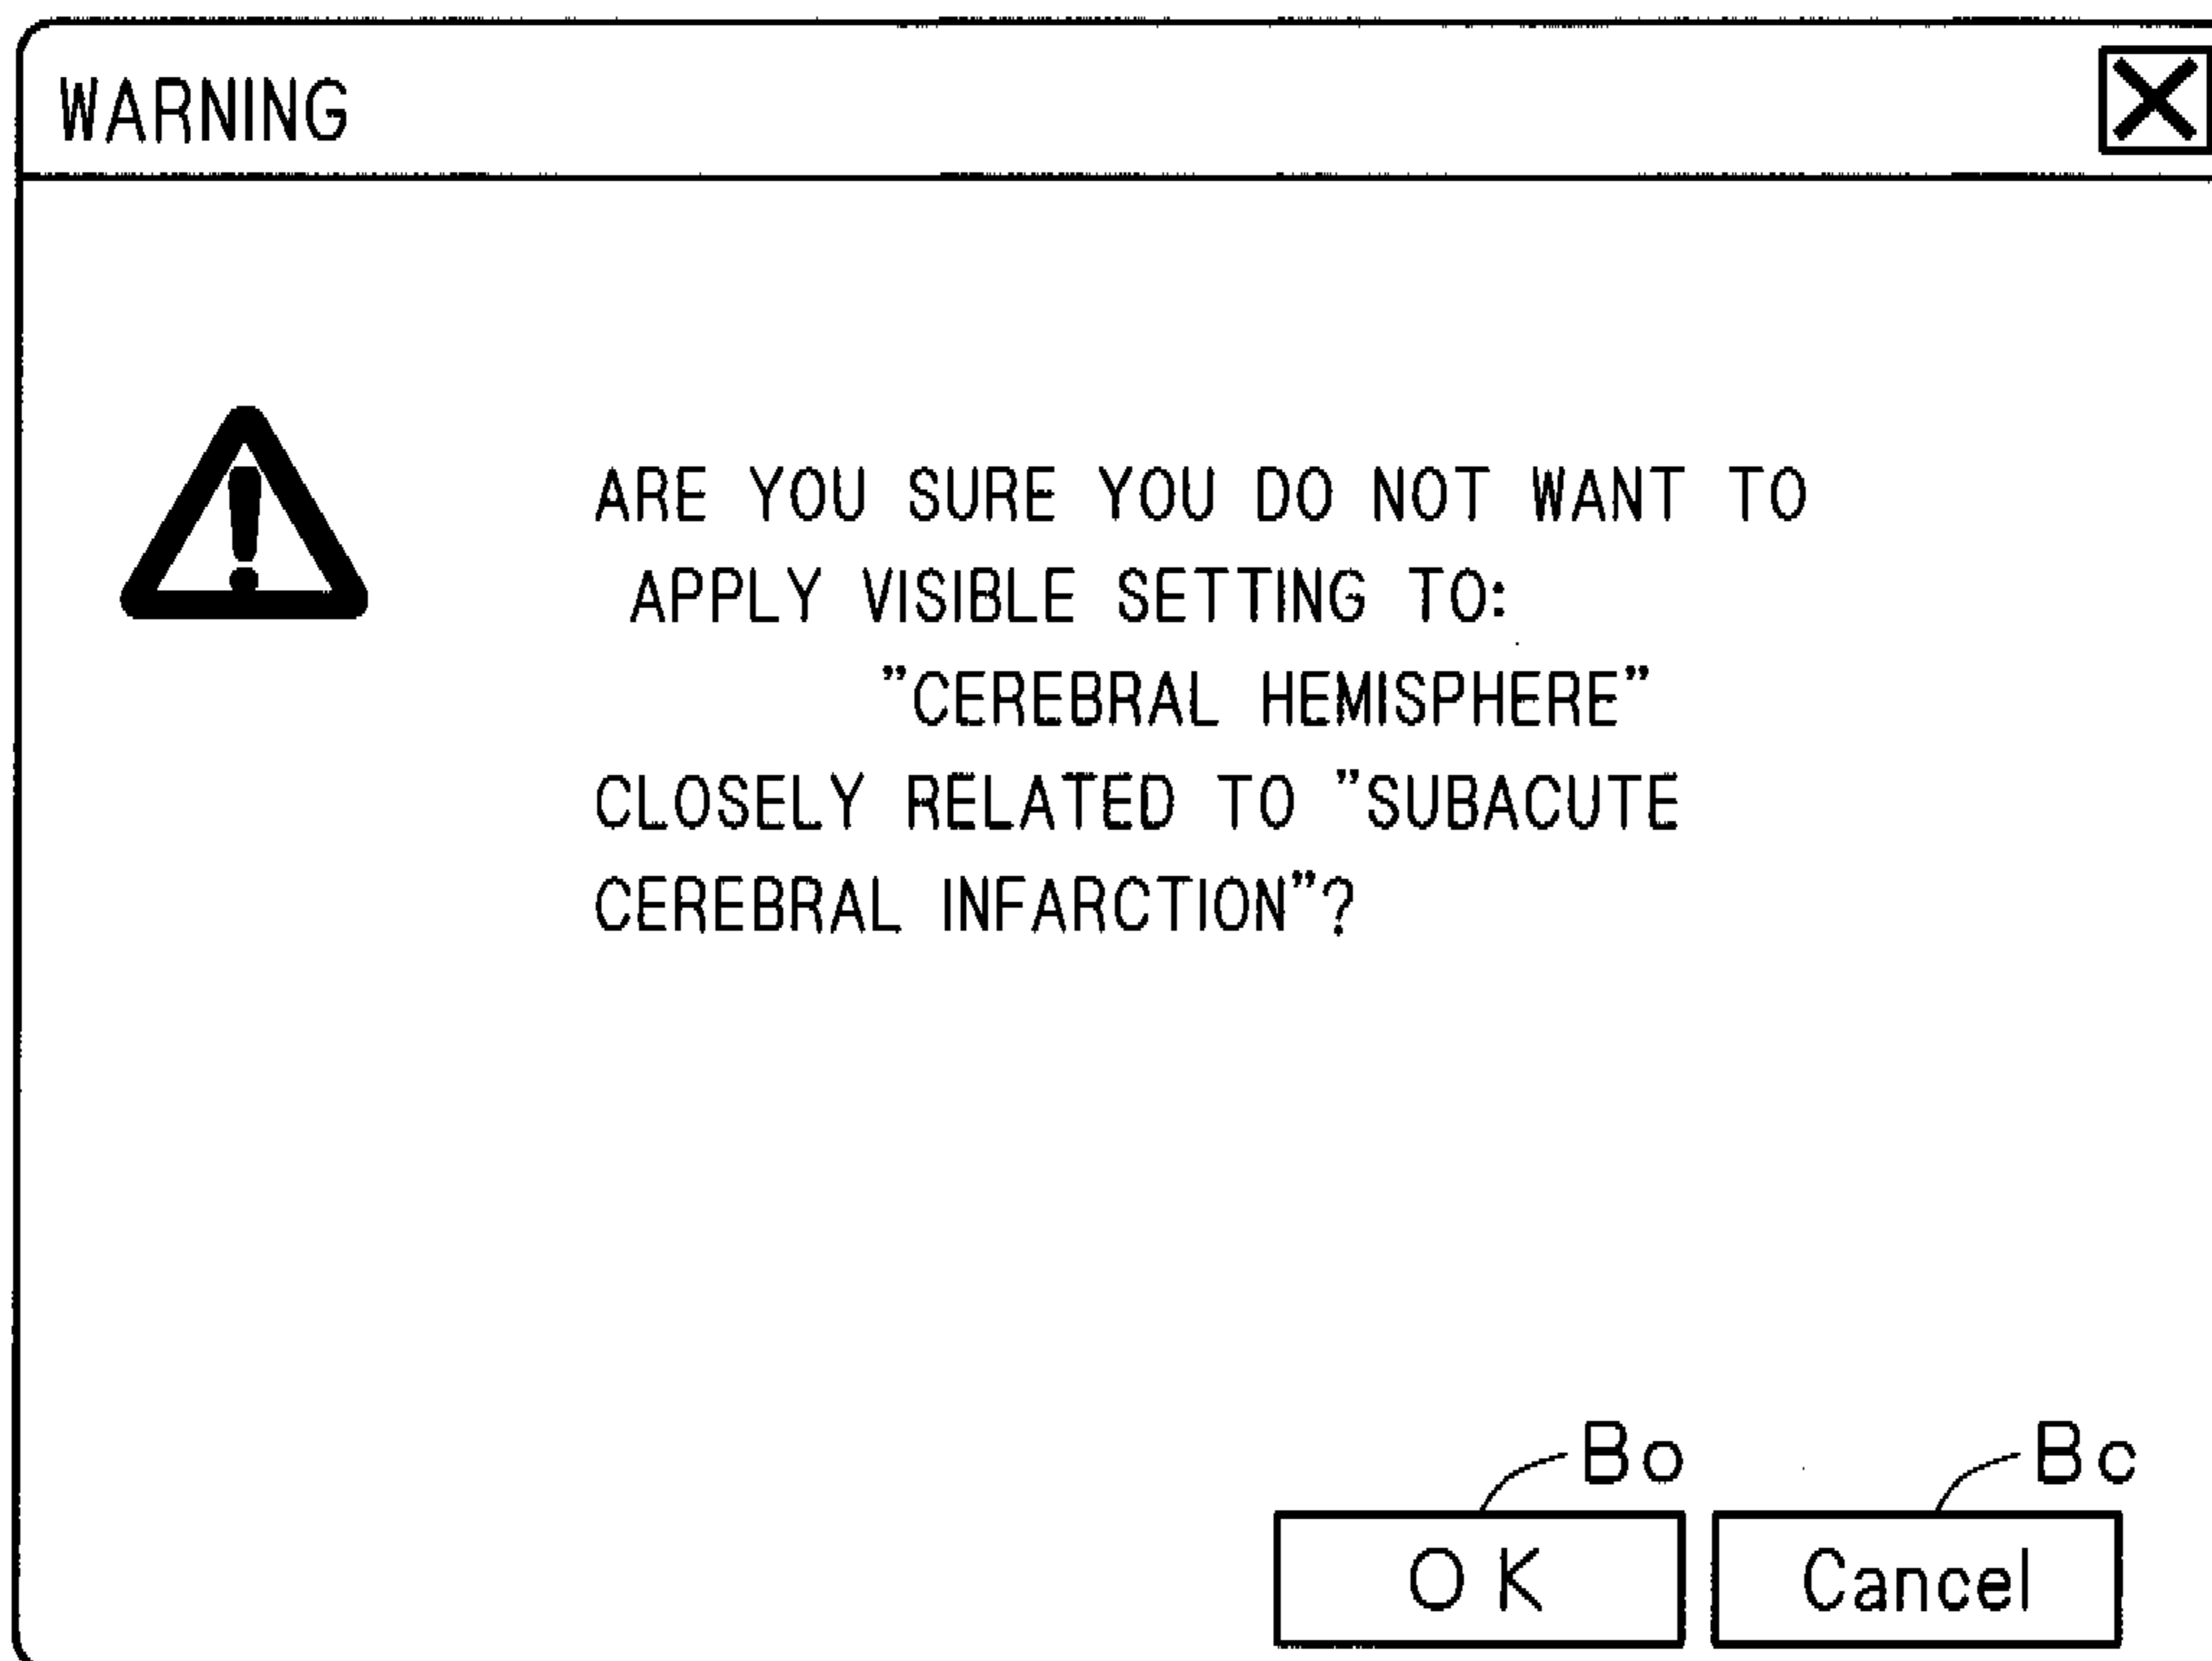 WARNING
ARE YOU SURE YOU DO NOT WANT TO
APPLY VISIBLE SETTING TO:
"CEREBRAL HEMISPHERE"
CLOSELY RELATED TO "SUBACUTE
CEREBRAL INFARCTION"?
Bo Bc
OK Cancel